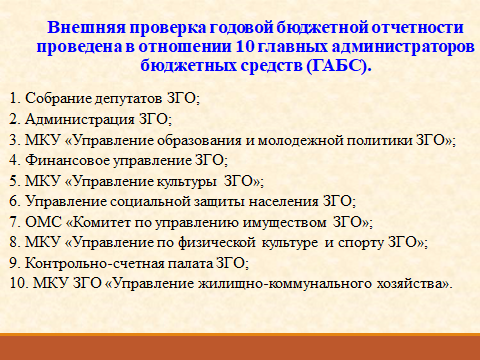 Внешняя проверка годовой бюджетной отчетности
проведена в отношении 10 главных администраторов
бюджетных средств (ГАБС).
1. Собрание депутатов ЗГО;
2. Администрация ЗГО;
3. МКУ «Управление образования и молодежной политики ЗГО»;
4. Финансовое управление ЗГО;
5. МКУ «Управление культуры ЗГО»;
6. Управление социальной защиты населения ЗГО;
7. ОМС «Комитет по управлению имуществом ЗГО;
8. МКУ «Управление по физической культуре и спорту ЗГО»;
9. Контрольно-счетная палата ЗГО;
10. МКУ ЗГО «Управление жилищно-коммунального хозяйства».